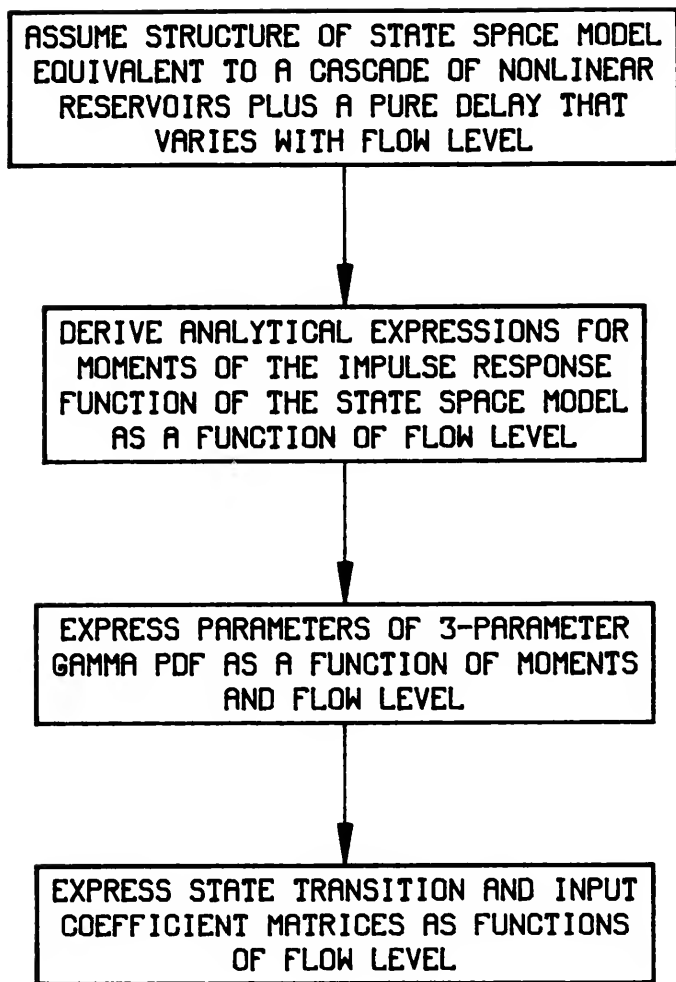 ASSUME STRUCTURE OF STATE SPACE MODEL
EQUIVALENT TO A CASCADE OF NONLINEAR
RESERVOIRS PLUS A PURE DELAY THAT
VARIES WITH FLOW LEVEL
DERIVE ANALYTICAL EXPRESSIONS FOR
MOMENTS OF THE IMPULSE RESPONSE
FUNCTION OF THE STATE SPACE MODEL
AS A FUNCTION OF FLOW LEVEL
EXPRESS PARAMETERS OF 3-PARAMETER
GAMMA PDF AS A FUNCTION OF MOMENTS
AND FLOW LEVEL
EXPRESS STATE TRANSITION AND INPUT
COEFFICIENT MATRICES AS FUNCTIONS
OF FLOW LEVEL